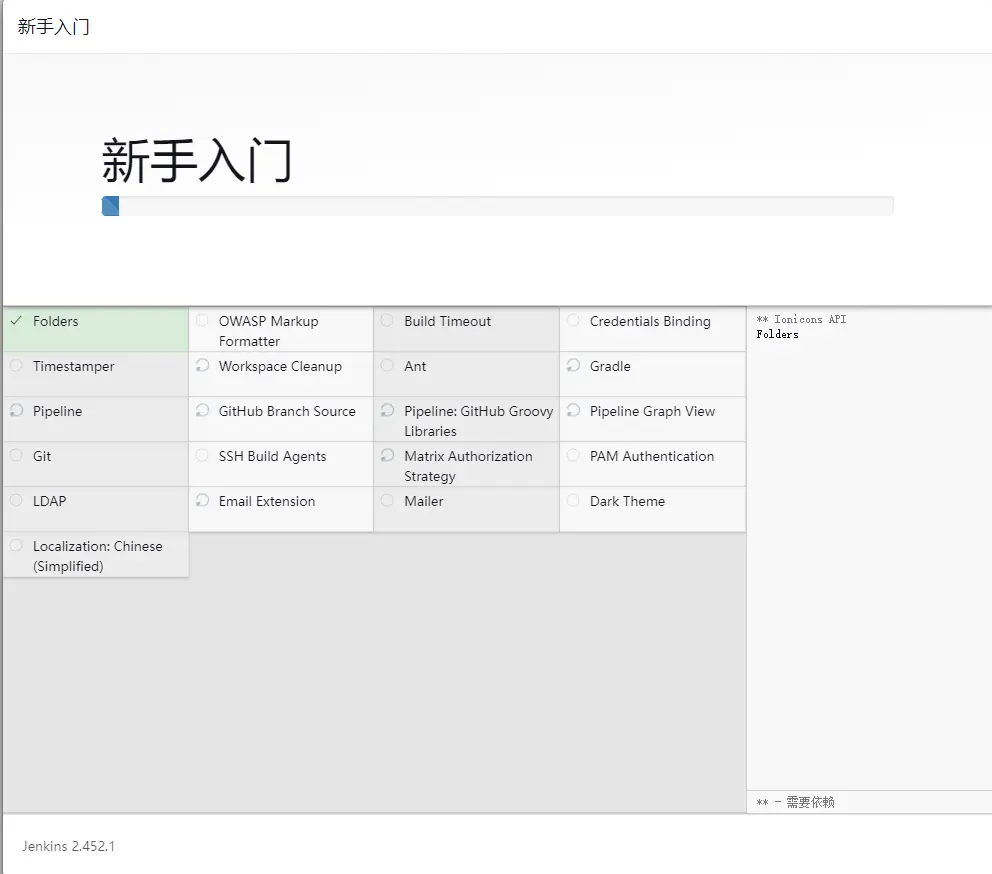 新手入门
新手入门
Folders
OWASP Markup
Formatter
Build Timeout
Credentials Binding
Timestamper
Workspace Cleanup
Ant
Gradle
Pipeline
GitHub Branch Source
Pipeline: GitHub Groovy
Libraries
Pipeline Graph View
Git
SSH Build Agents
Matrix Authorization
Strategy
PAM Authentication
LDAP
Email Extension
Mailer
Dark Theme
Localization: Chinese
(Simplified)
** Ionicons API
Folders
** - 需要依赖
Jenkins 2.452.1